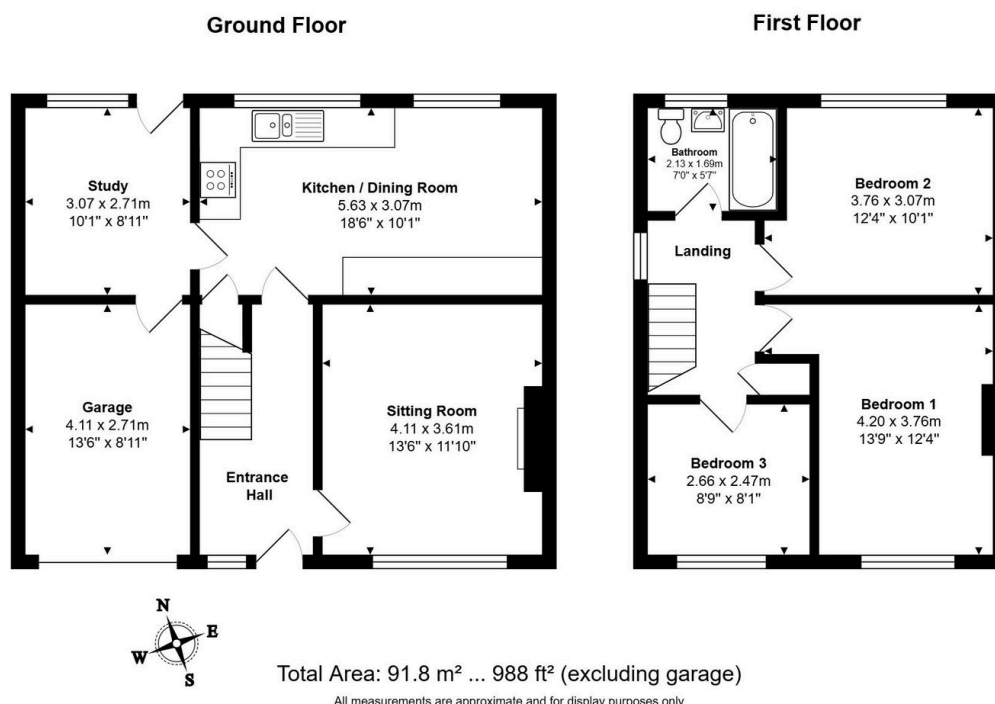 Ground Floor
First Floor
Study
3.07 x 2.71m
10'1" x 8'11"
Kitchen / Dining Room
5.63 x 3.07m
18'6" x 10'1"
Garage
4.11 x 2.71m
13'6" x 8'11"
Entrance
Hall
Sitting Room
4.11 x 3.61m
13'6" x 11'10"
Bathroom
2.13 x 1.69m
7'0" x 5'7"
Bedroom 2
3.76 x 3.07m
12'4" x 10'1"
Landing
Bedroom 1
4.20 x 3.76m
13'9" x 12'4"
Bedroom 3
2.66 x 2.47m
8'9" x 8'1"
N
E
W
S
Total Area: 91.8 m² ... 988 ft² (excluding garage)
All measurements are approximate and for display purposes only